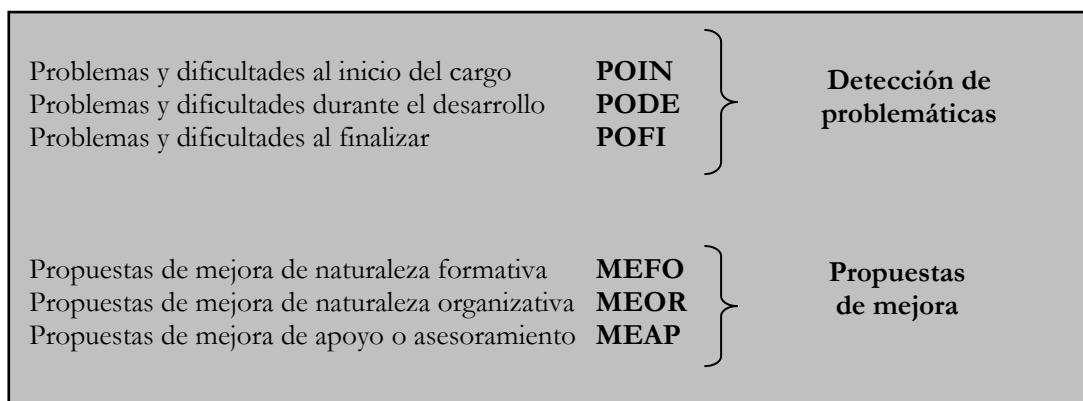 Problemas y dificultades al inicio del cargo POIN
Problemas y dificultades durante el desarrollo PODE
Problemas y dificultades al finalizar POFI
Detección de
problemáticas
Propuestas de mejora de naturaleza formativa MEFO
Propuestas de mejora de naturaleza organizativa MEOR
Propuestas de mejora de apoyo o asesoramiento MEAP
Propuestas
de mejora